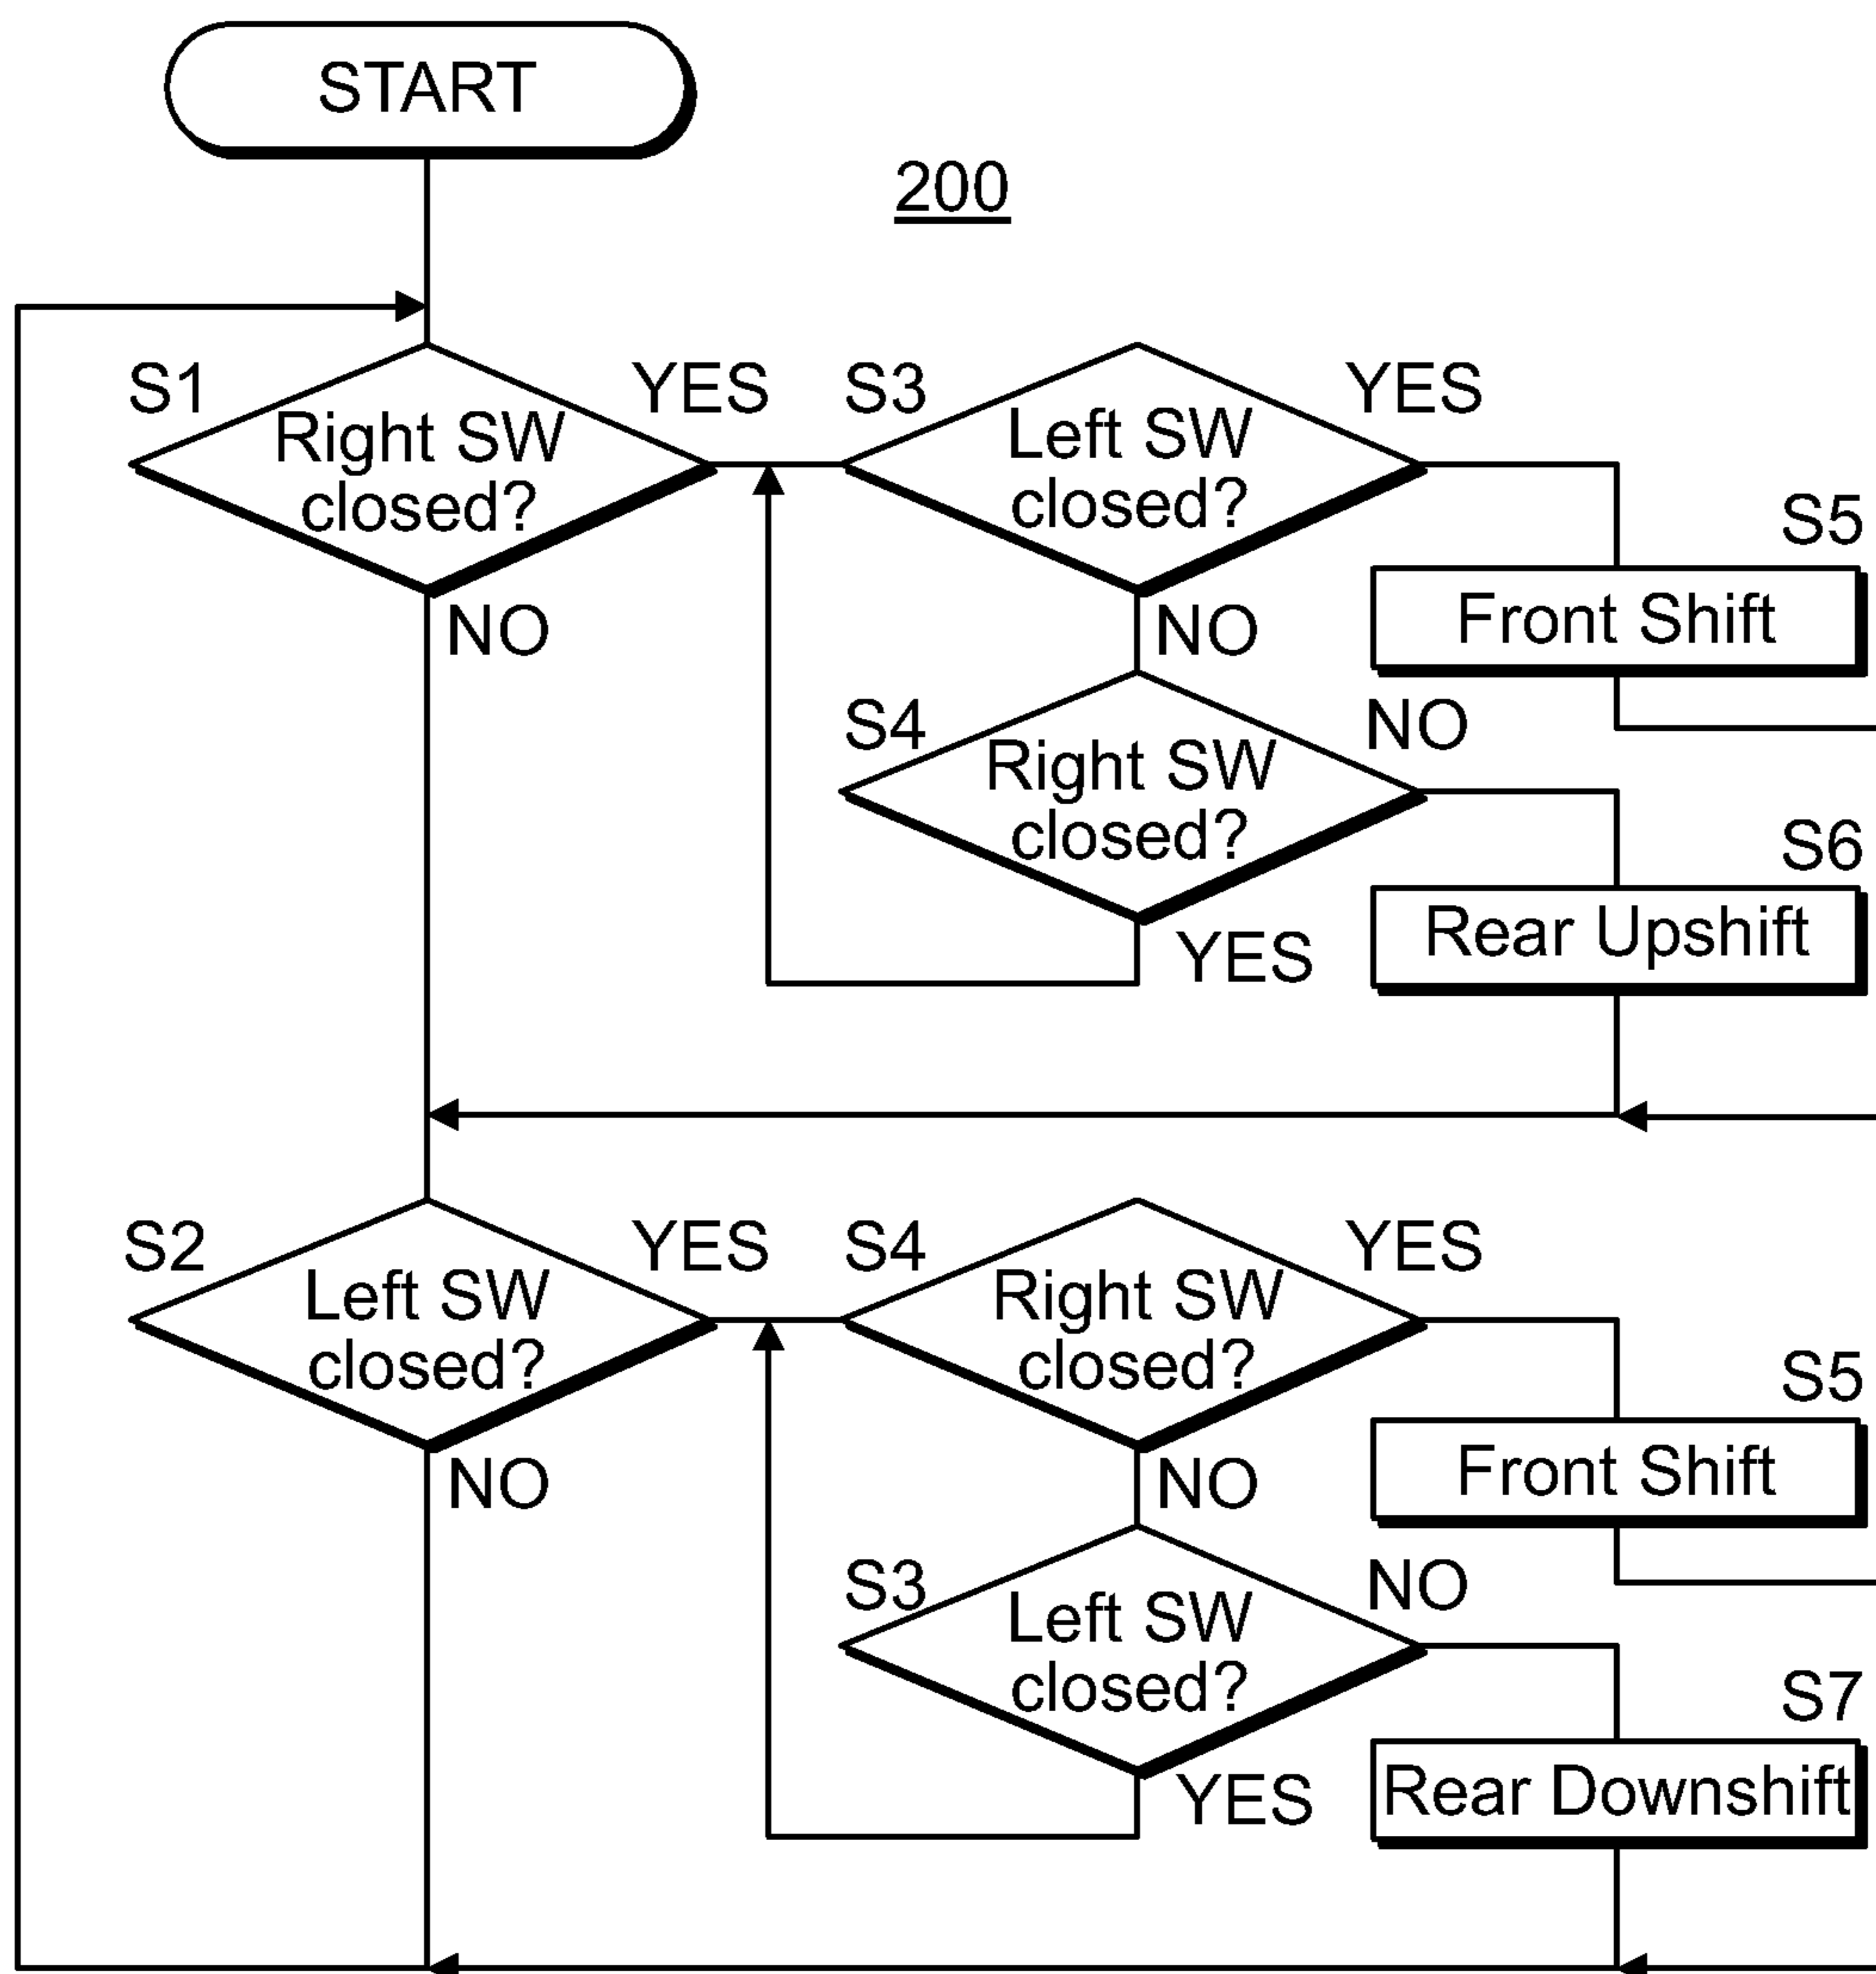 START
200
S1
Right SW
closed?
YES
NO
S3
Left SW
closed?
YES
NO
S5
Front Shift
S4
Right SW
closed?
NO
YES
S6
Rear Upshift
S2
Left SW
closed?
YES
NO
S4
Right SW
closed?
YES
NO
S5
Front Shift
S3
Left SW
closed?
NO
YES
S7
Rear Downshift